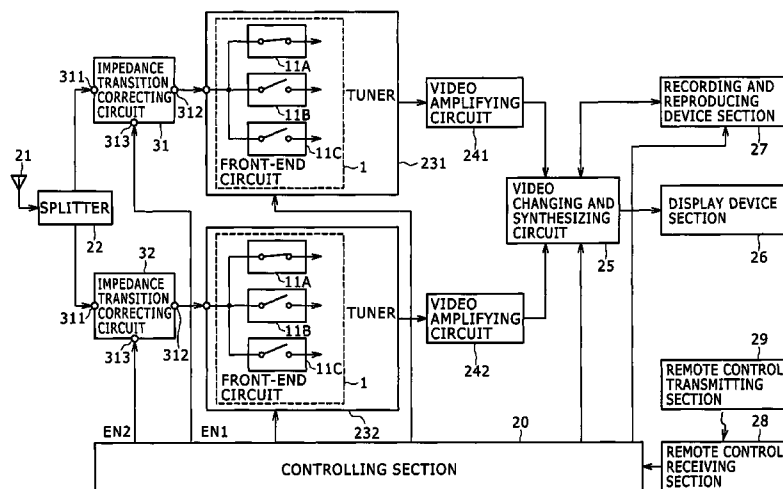 311
IMPEDANCE
TRANSITION
CORRECTING
CIRCUIT
312
313
31
21
SPLITTER
22
11A
11B
11C
TUNER
FRONT-END
CIRCUIT
1
231
VIDEO
AMPLIFYING
CIRCUIT
241
RECORDING AND
REPRODUCING
DEVICE SECTION
27
VIDEO
CHANGING AND
SYNTHESIZING
CIRCUIT
25
DISPLAY DEVICE
SECTION
26
32
IMPEDANCE
TRANSITION
CORRECTING
CIRCUIT
311
312
313
11A
11B
11C
TUNER
FRONT-END
CIRCUIT
1
232
VIDEO
AMPLIFYING
CIRCUIT
242
29
REMOTE CONTROL
TRANSMITTING
SECTION
28
REMOTE CONTROL
RECEIVING
SECTION
EN2
EN1
20
CONTROLLING SECTION